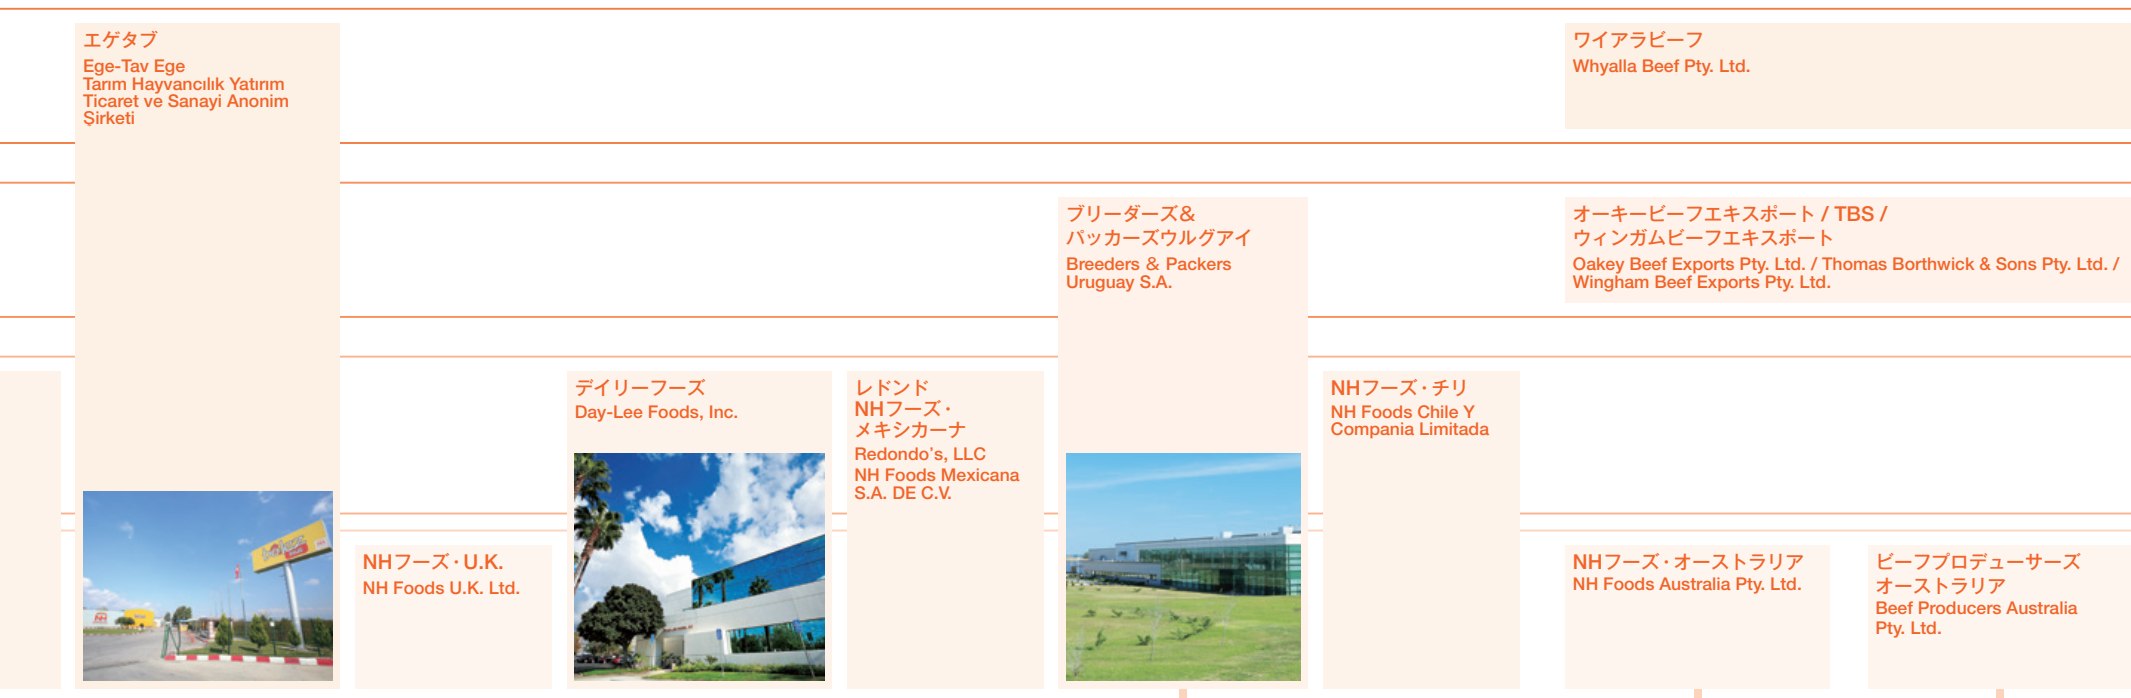 エゲタブ
Ege-Tav Ege
Tarım Hayvancılık Yatırım
Ticaret ve Sanayi Anonim
Şirketi
ワイアラビーフ
Whyalla Beef Pty. Ltd.
ブリーダーズ&
パッカーズウルグアイ
Breeders & Packers
Uruguay S.A.
オーキービーフエキスポート / TBS /
ウィンガムビーフエキスポート
Oakey Beef Exports Pty. Ltd. / Thomas Borthwick & Sons Pty. Ltd. /
Wingham Beef Exports Pty. Ltd.
デイリーフーズ
Day-Lee Foods, Inc.
レドンド
NHフーズ・
メキシカーナ
Redondo's, LLC
NH Foods Mexicana
S.A. DE C.V.
NHフーズ・チリ
NH Foods Chile Y
Compania Limitada
NHフーズ・U.K.
NH Foods U.K. Ltd.
NHフーズ・オーストラリア
NH Foods Australia Pty. Ltd.
ビーフプロデューサーズ
オーストラリア
Beef Producers Australia
Pty. Ltd.